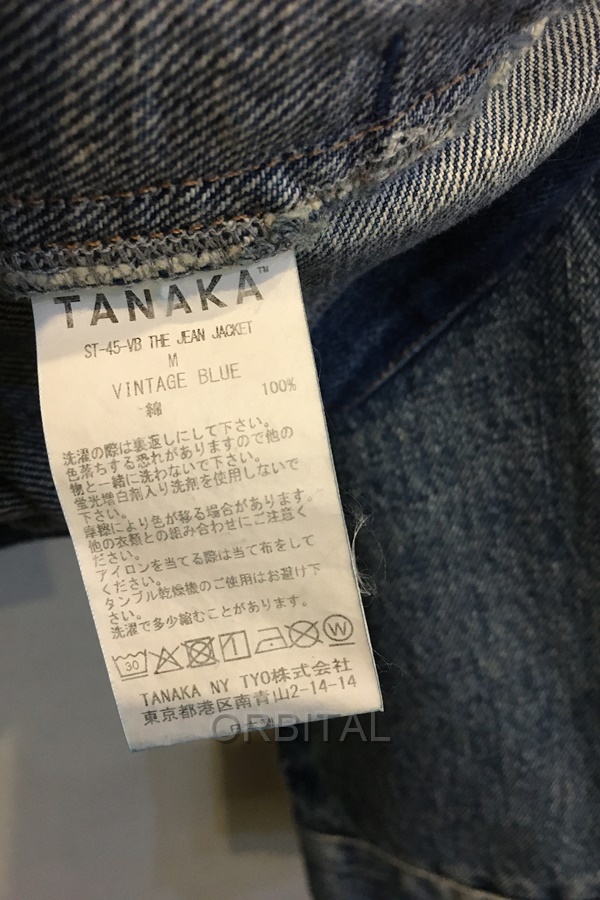 TANAKA™
ST-45-VB THE JEAN JACKET
M
VINTAGE BLUE
綿 100%
洗濯の際は裏返しにして下さい。
色落ちする恐れがありますので他の
物と一緒に洗わないで下さい。
蛍光増白剤入り洗剤を使用しないで
下さい。
摩擦により色が移る場合があります。
他の衣類との組み合わせにご注意く
ださい。
アイロンを当てる際は当て布をして
ください。
タンブル乾燥機のご使用はお避け下
さい。
洗濯で多少縮むことがあります。
30 W
TANAKA NY TYO株式会社
東京都港区南青山2-14-14
ORBITAL